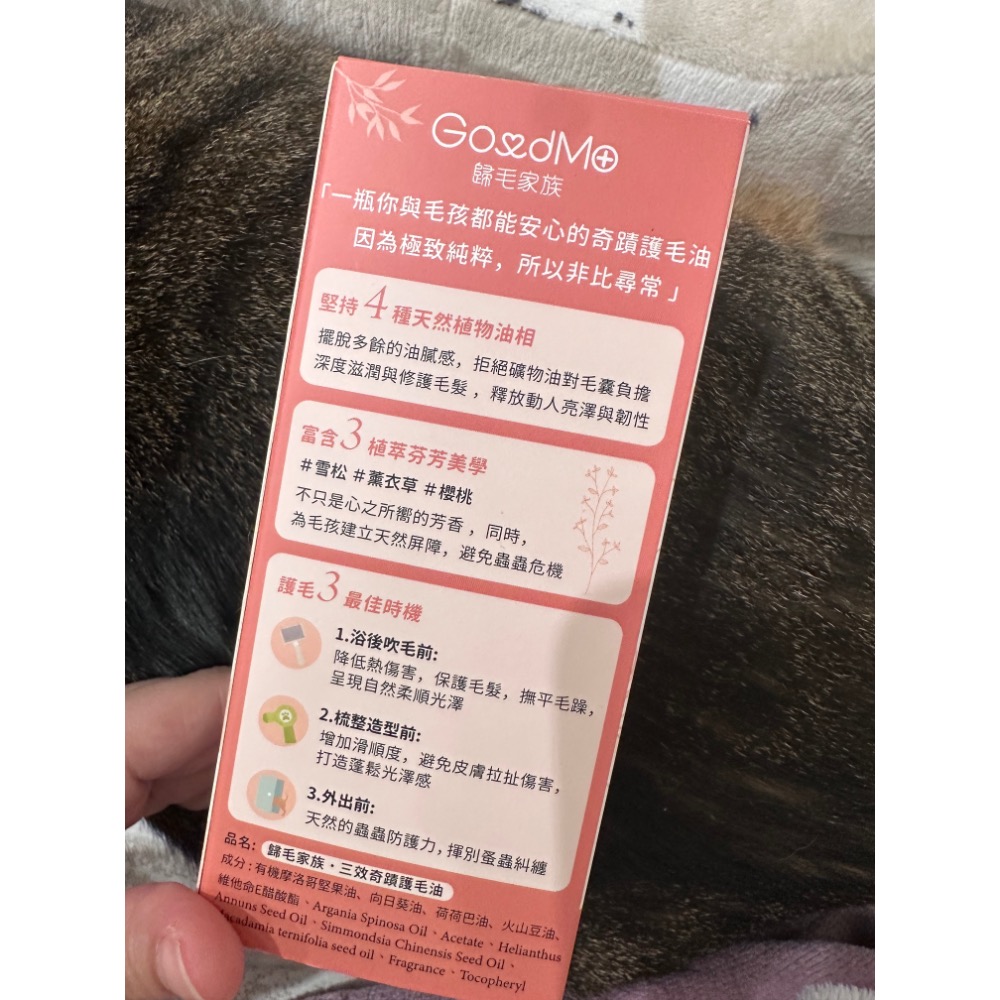 GoodMo
歸毛家族
「一瓶你與毛孩都能安心的奇蹟護毛油
因為極致純粹，所以非比尋常」
堅持4種天然植物油相
擺脫多餘的油膩感，拒絕礦物油對毛囊負擔
深度滋潤與修護毛髮，釋放動人亮澤與韌性
富含3植萃芬芳美學
#雪松 #薰衣草 #櫻桃
不只是心之所嚮的芳香，同時，
為毛孩建立天然屏障，避免蟲蟲危機
護毛3最佳時機
1.浴後吹毛前:
降低熱傷害，保護毛髮，撫平毛躁，
呈現自然柔順光澤
2.梳整造型前:
增加滑順度，避免皮膚拉扯傷害，
打造蓬鬆光澤感
3.外出前:
天然的蟲蟲防護力，揮別蚤蟲糾纏
品名: 歸毛家族・三效奇蹟護毛油
成分:有機摩洛哥堅果油、向日葵油、荷荷巴油、火山豆油、
維他命E醋酸酯、Argania Spinosa Oil、Acetate、Helianthus
Annuns Seed Oil、Simmondsia Chinensis Seed Oil、
Macadamia ternifolia seed oil、Fragrance、Tocopheryl